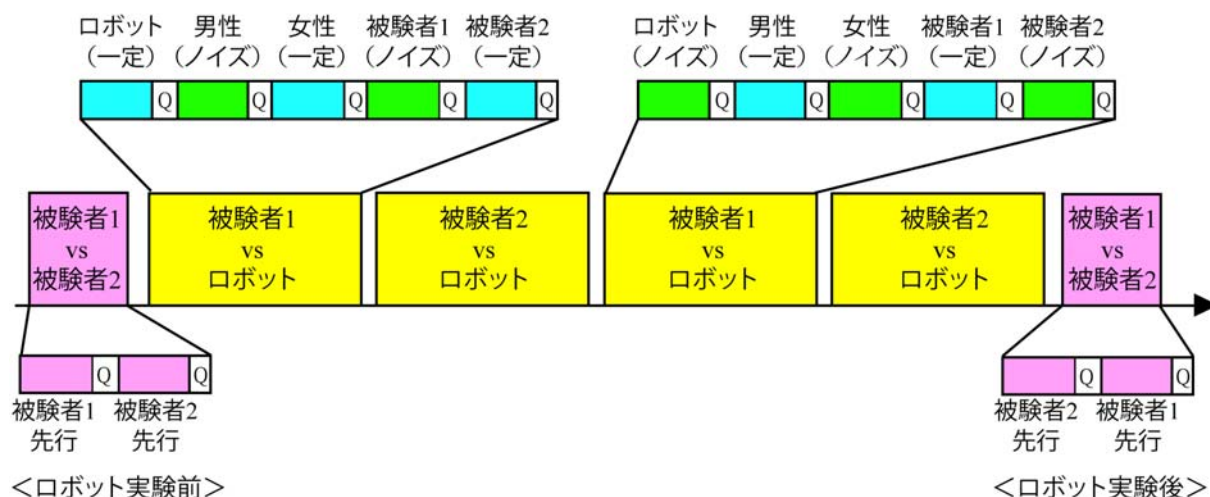 ロボット 男性 女性 被験者1 被験者2
(一定) (ノイズ) (一定) (ノイズ) (一定)
Q Q Q Q Q
ロボット 男性 女性 被験者1 被験者2
(ノイズ) (一定) (ノイズ) (一定) (ノイズ)
Q Q Q Q Q
被験者1
vs
被験者2
被験者1
vs
ロボット
被験者2
vs
ロボット
被験者1
vs
ロボット
被験者2
vs
ロボット
被験者1
vs
被験者2
Q Q
被験者1 被験者2
先行 先行
<ロボット実験前>
Q Q
被験者2 被験者1
先行 先行
<ロボット実験後>